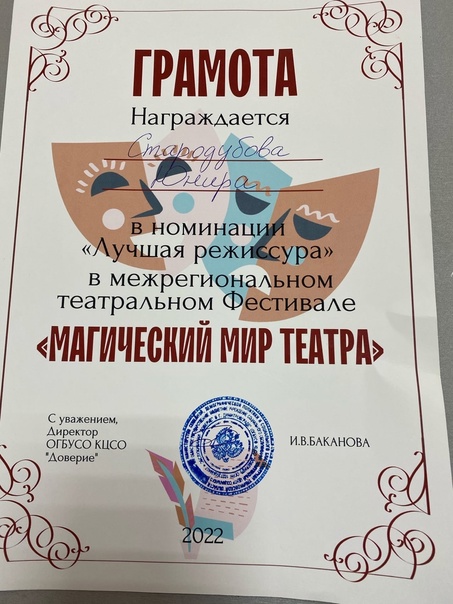 ГРАМОТА
Награждается
Стародубова
Юнира
в номинации
«Лучшая режиссура»
в межрегиональном
театральном Фестивале
«МАГИЧЕСКИЙ МИР ТЕАТРА»
С уважением,
Директор
ОГБУСО КЦСО
"Доверие"
И.В.БАКАНОВА
2022